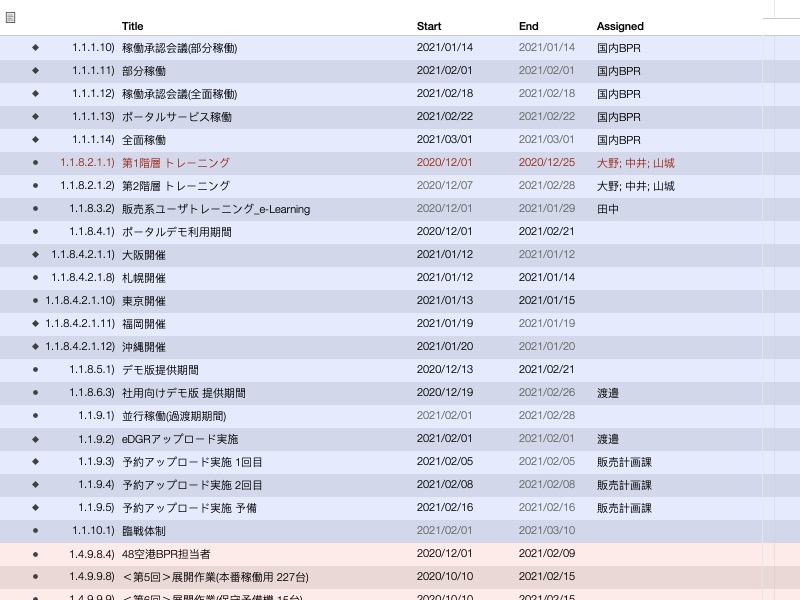 Title Start End Assigned
1.1.1.10) 稼働承認会議(部分稼働) 2021/01/14 2021/01/14 国内BPR
1.1.1.11) 部分稼働 2021/02/01 2021/02/01 国内BPR
1.1.1.12) 稼働承認会議(全面稼働) 2021/02/18 2021/02/18 国内BPR
1.1.1.13) ポータルサービス稼働 2021/02/22 2021/02/22 国内BPR
1.1.1.14) 全面稼働 2021/03/01 2021/03/01 国内BPR
1.1.8.2.1.1) 第1階層 トレーニング 2020/12/01 2020/12/25 大野; 中井; 山城
1.1.8.2.1.2) 第2階層 トレーニング 2020/12/07 2021/02/28 大野; 中井; 山城
1.1.8.3.2) 販売系ユーザトレーニング_e-Learning 2020/12/01 2021/01/29 田中
1.1.8.4.1) ポータルデモ利用期間 2020/12/01 2021/02/21
1.1.8.4.2.1.1) 大阪開催 2021/01/12 2021/01/12
1.1.8.4.2.1.8) 札幌開催 2021/01/12 2021/01/14
1.1.8.4.2.1.10) 東京開催 2021/01/13 2021/01/15
1.1.8.4.2.1.11) 福岡開催 2021/01/19 2021/01/19
1.1.8.4.2.1.12) 沖縄開催 2021/01/20 2021/01/20
1.1.8.5.1) デモ版提供期間 2020/12/13 2021/02/21
1.1.8.6.3) 社用向けデモ版 提供期間 2020/12/19 2021/02/26 渡邉
1.1.9.1) 並行稼働(過渡期期間) 2021/02/01 2021/02/28
1.1.9.2) eDGRアップロード実施 2021/02/01 2021/02/01 渡邉
1.1.9.3) 予約アップロード実施 1回目 2021/02/05 2021/02/05 販売計画課
1.1.9.4) 予約アップロード実施 2回目 2021/02/08 2021/02/08 販売計画課
1.1.9.5) 予約アップロード実施 予備 2021/02/16 2021/02/16 販売計画課
1.1.10.1) 臨戦体制 2021/02/01 2021/03/10
1.4.9.8.4) 48空港BPR担当者 2020/12/01 2021/02/09
1.4.9.9.8) ＜第5回＞展開作業(本番稼働用 227台) 2020/10/10 2021/02/15
1.4.9.9.9) ＜第6回＞展開作業(保守予備機 15台) 2020/10/10 2021/02/15